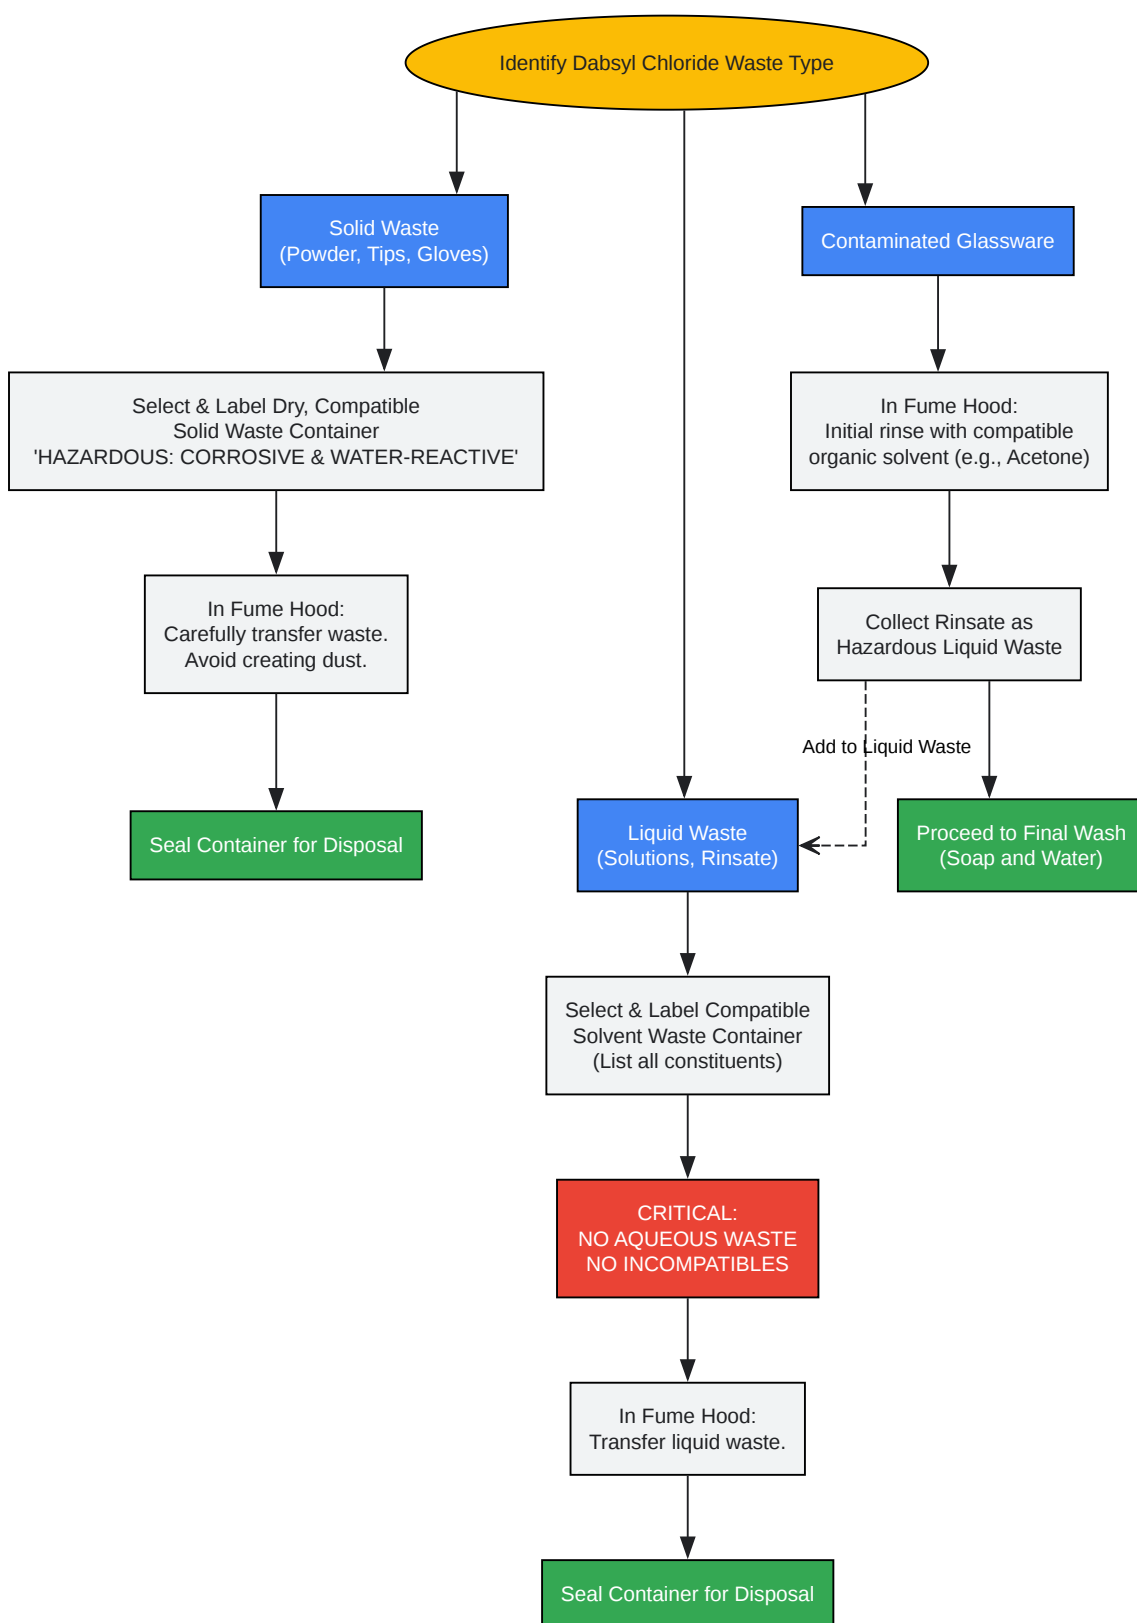 Identify Dabsyl Chloride Waste Type
Solid Waste
(Powder, Tips, Gloves)
Contaminated Glassware
Select & Label Dry, Compatible
Solid Waste Container
'HAZARDOUS: CORROSIVE & WATER-REACTIVE'
In Fume Hood:
Initial rinse with compatible
organic solvent (e.g., Acetone)
In Fume Hood:
Carefully transfer waste.
Avoid creating dust.
Collect Rinsate as
Hazardous Liquid Waste
Add to Liquid Waste
Seal Container for Disposal
Liquid Waste
(Solutions, Rinsate)
Proceed to Final Wash
(Soap and Water)
Select & Label Compatible
Solvent Waste Container
(List all constituents)
CRITICAL:
NO AQUEOUS WASTE
NO INCOMPATIBLES
In Fume Hood:
Transfer liquid waste.
Seal Container for Disposal